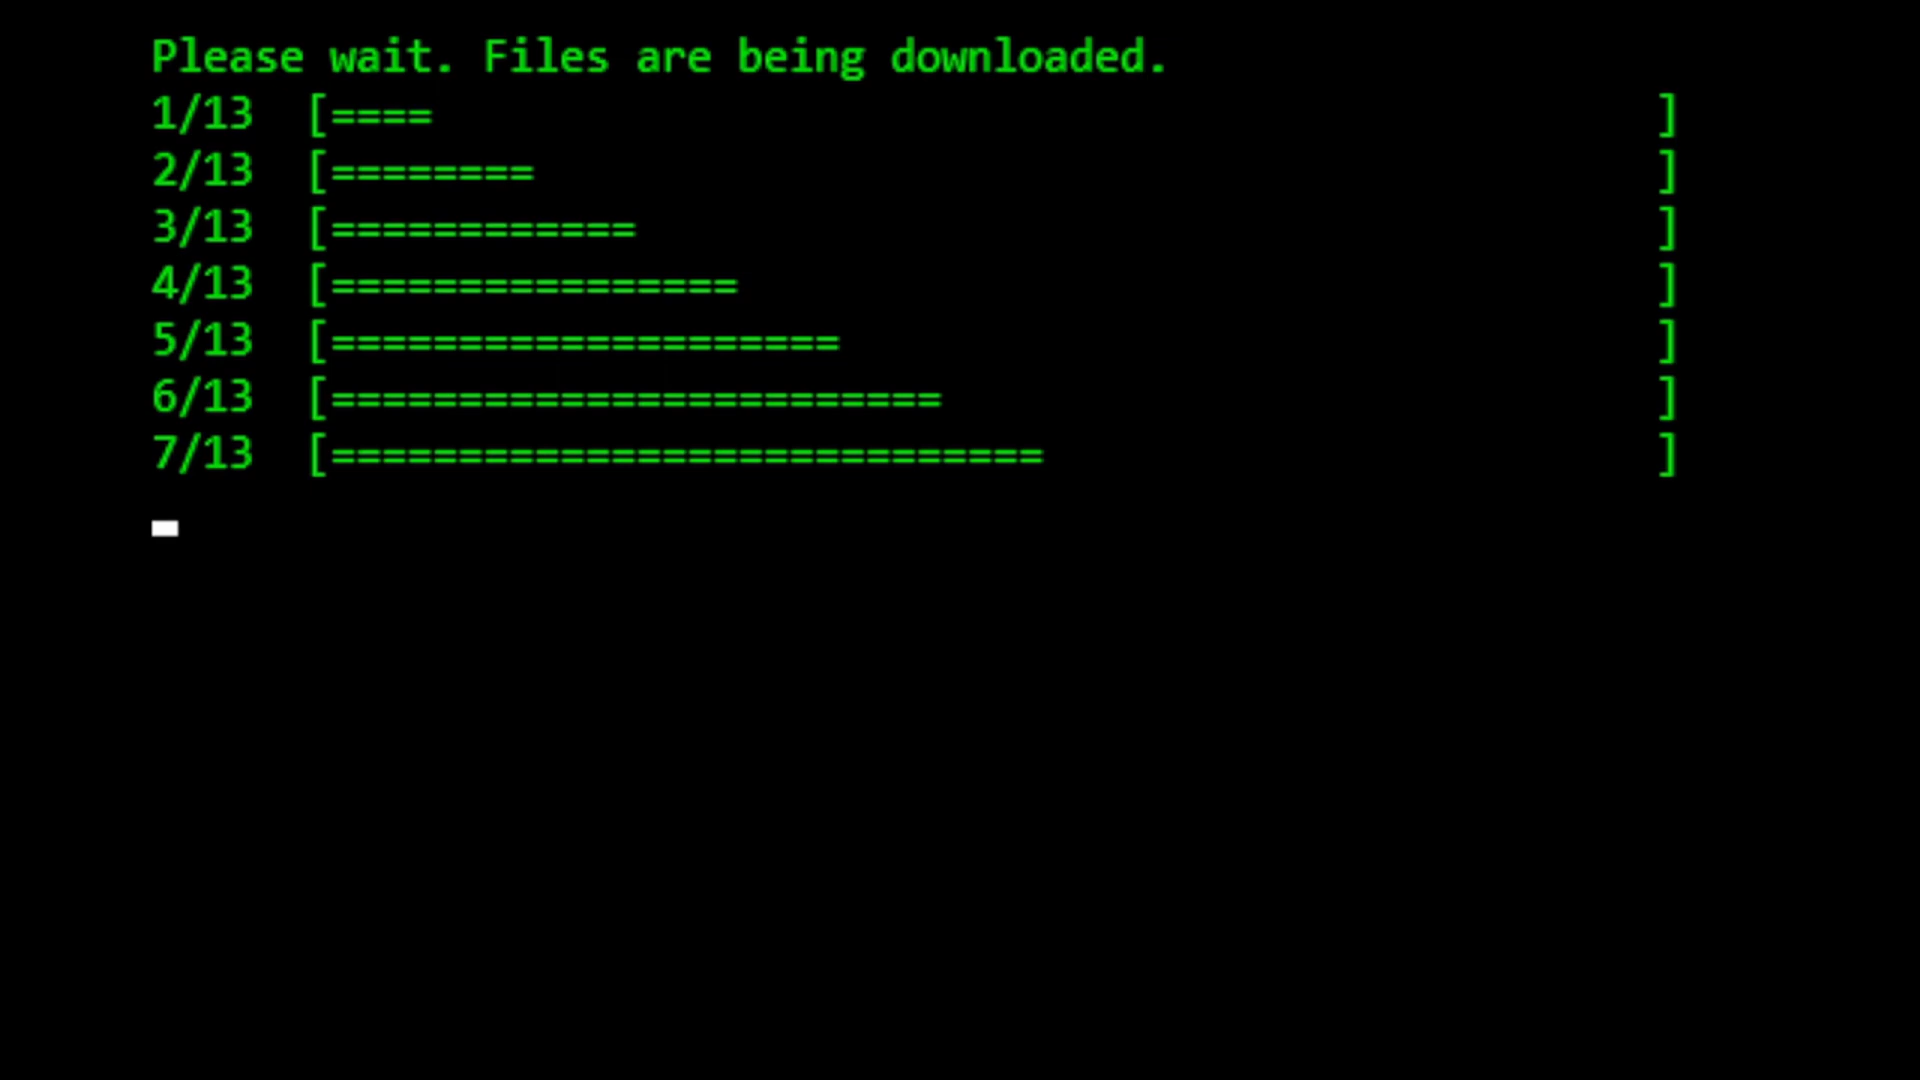 Please wait. Files are being downloaded.
1/13  [====                                                ]
2/13  [========                                            ]
3/13  [============                                        ]
4/13  [================                                    ]
5/13  [====================                                ]
6/13  [========================                            ]
7/13  [============================                        ]